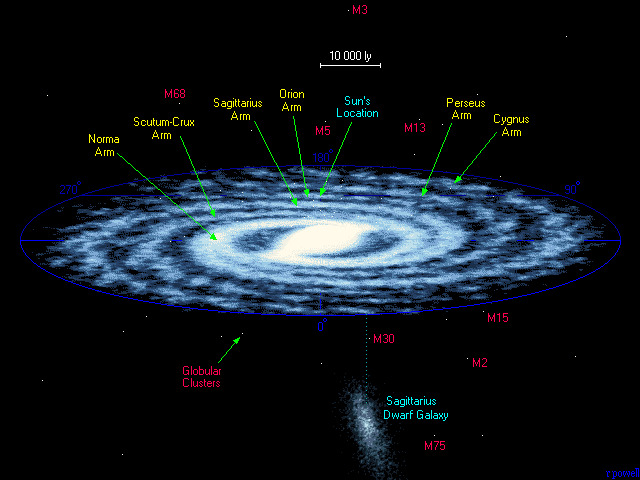 M3
10 000 ly
M68
Orion
Arm
Sagittarius
Arm
Sun's
Location
Perseus
Arm
Scutum-Crux
Arm
M5
M13
Cygnus
Arm
Norma
Arm
180°
270°
90°
0°
M15
M30
M2
Globular
Clusters
Sagittarius
Dwarf Galaxy
M75
rpowell